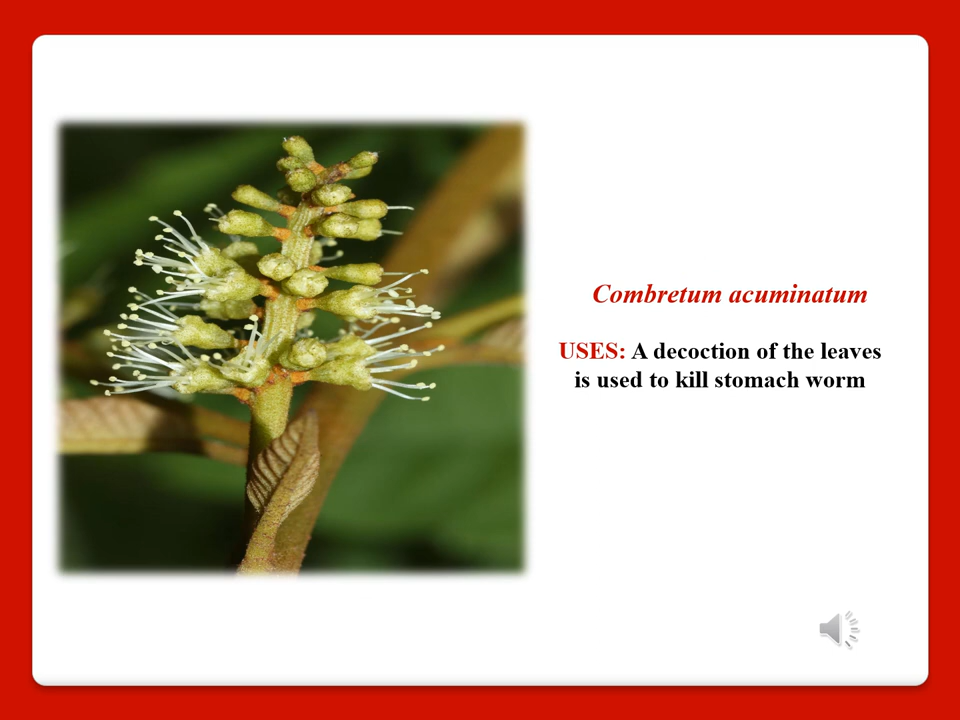 Combretum acuminatum
USES: A decoction of the leaves
is used to kill stomach worm